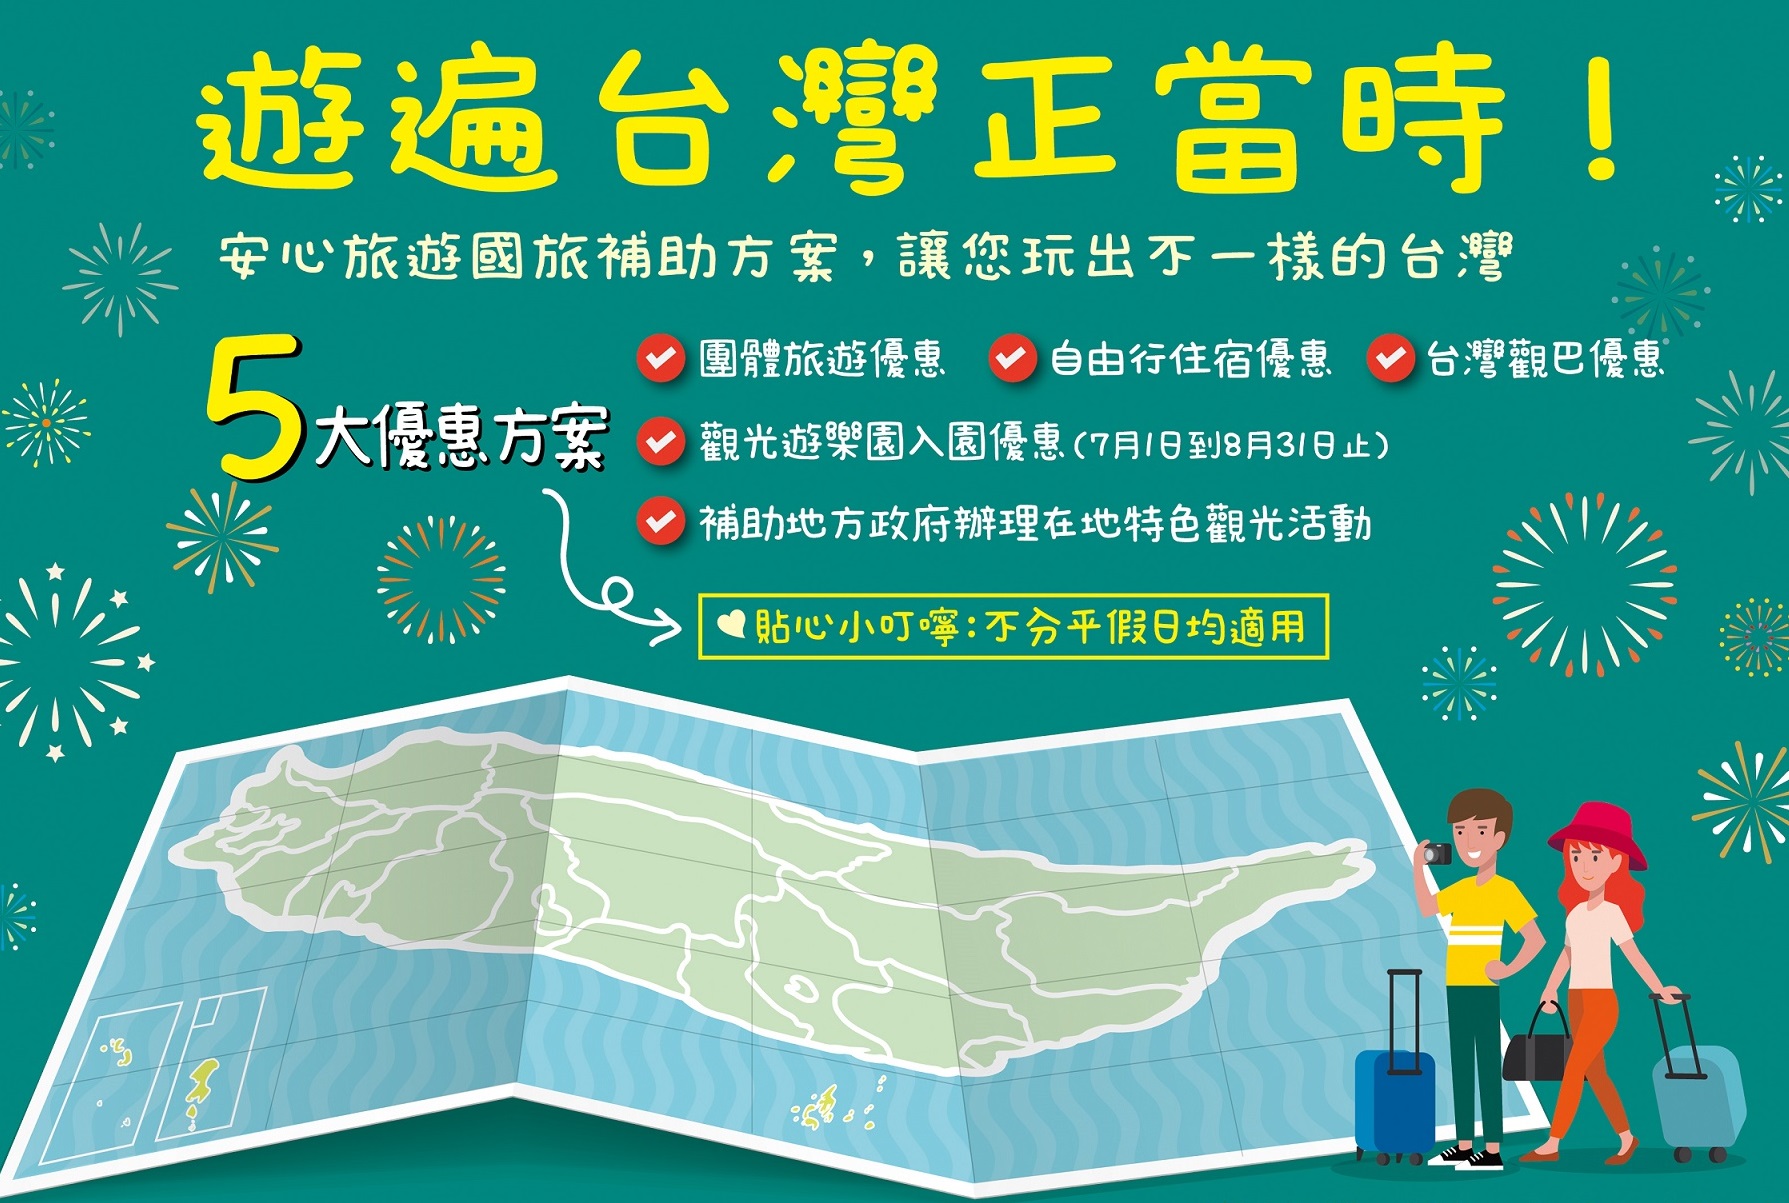 遊遍台灣正當時！
安心旅遊國旅補助方案，讓您玩出不一樣的台灣
5大優惠方案
團體旅遊優惠 自由行住宿優惠 台灣觀巴優惠
觀光遊樂園入園優惠(7月1日到8月31日止)
補助地方政府辦理在地特色觀光活動
貼心小叮嚀:不分平假日均適用